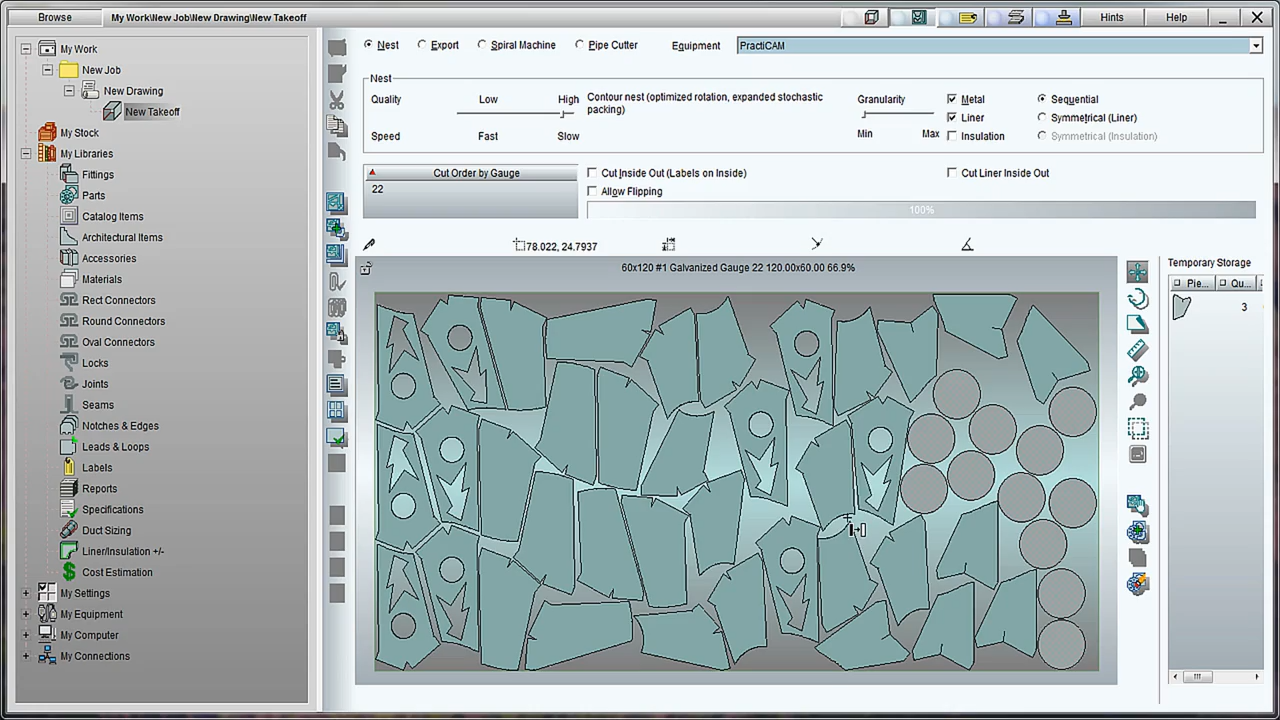 Browse
My Work\New Job\New Drawing\New Takeoff
Hints
Help
My Work
New Job
New Drawing
New Takeoff
My Stock
My Libraries
Fittings
Parts
Catalog Items
Architectural Items
Accessories
Materials
Rect Connectors
Round Connectors
Oval Connectors
Locks
Joints
Seams
Notches & Edges
Leads & Loops
Labels
Reports
Specifications
Duct Sizing
Liner/Insulation +/-
Cost Estimation
My Settings
My Equipment
My Computer
My Connections
Nest
Export
Spiral Machine
Pipe Cutter
Equipment
PractiCAM
Nest
Quality
Low
High
Contour nest (optimized rotation, expanded stochastic
packing)
Speed
Fast
Slow
Granularity
Min
Max
Metal
Liner
Insulation
Sequential
Symmetrical (Liner)
Symmetrical (Insulation)
Cut Order by Gauge
22
Cut Inside Out (Labels on Inside)
Allow Flipping
Cut Liner Inside Out
100%
78.022, 24.7937
60x120 #1 Galvanized Gauge 22 120.00x60.00 66.9%
Temporary Storage
Pie...
Qu...
3